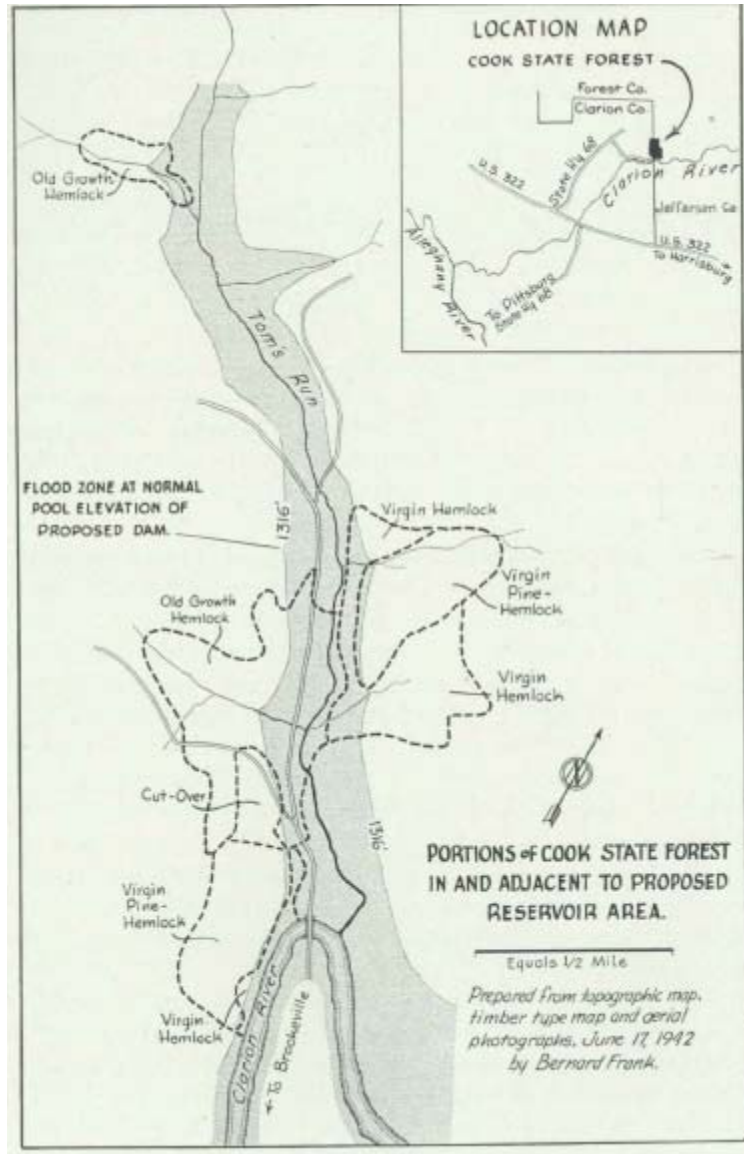 LOCATION MAP
COOK STATE FOREST
Forest Co.
Clarion Co.
State Hy. 68
U.S. 322
Clarion River
Jefferson Co.
U.S. 322
To Harrisburg
Alleghany
River
To Pittsburg
State Hy. 68
Old Growth
Hemlock
Tom's Run
FLOOD ZONE AT NORMAL
POOL ELEVATION OF
PROPOSED DAM.
1316'
Virgin Hemlock
Virgin
Pine-
Hemlock
Old Growth
Hemlock
Virgin
Hemlock
Cut-Over
1316'
N
PORTIONS OF COOK STATE FOREST
IN AND ADJACENT TO PROPOSED
RESERVOIR AREA.
Equals 1/2 Mile
Virgin
Pine-
Hemlock
Virgin
Hemlock
Clarion River
To Brookeville
Prepared from topographic map,
timber type map and aerial
photographs, June 17, 1942
by Bernard Frank.